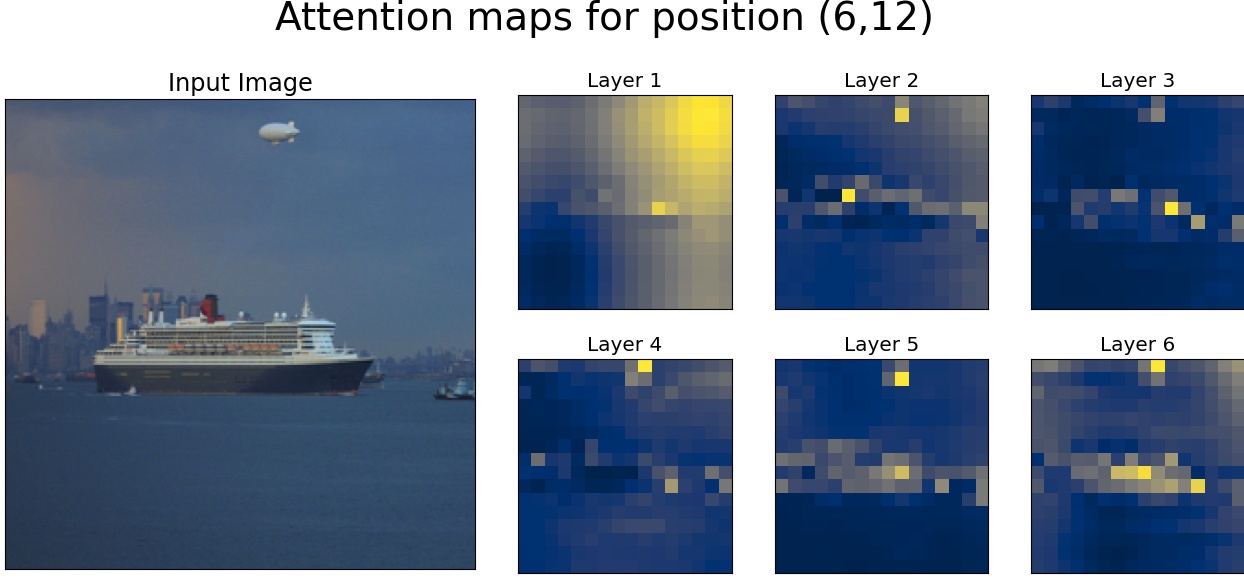 Attention maps for position (6,12)
Input Image
Layer 1
Layer 2
Layer 3
Layer 4
Layer 5
Layer 6